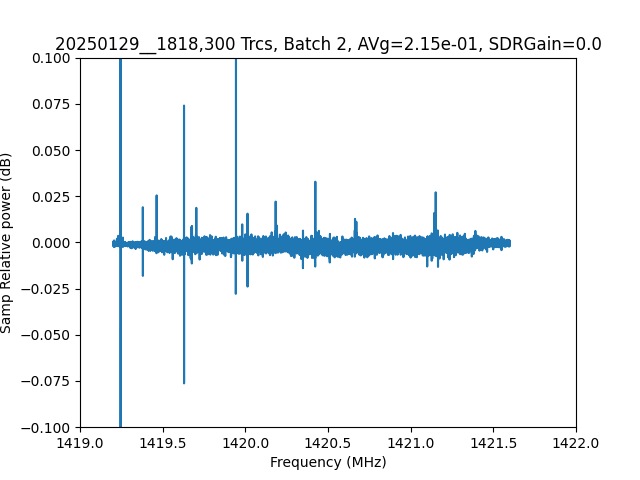 20250129__1818,300 Trcs, Batch 2, AVg=2.15e-01, SDRGain=0.0
Samp Relative power (dB)
0.100
0.075
0.050
0.025
0.000
−0.025
−0.050
−0.075
−0.100
1419.0 1419.5 1420.0 1420.5 1421.0 1421.5 1422.0
Frequency (MHz)